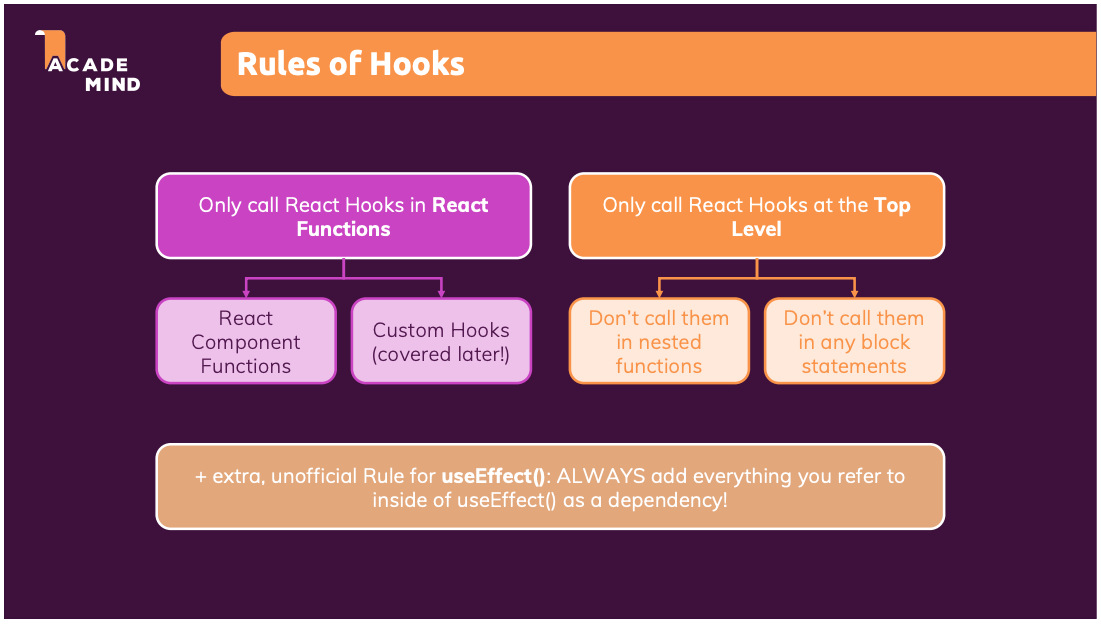 ACADE
MIND
Rules of Hooks
Only call React Hooks in React
Functions
React
Component
Functions
Custom Hooks
(covered later!)
Only call React Hooks at the Top
Level
Don’t call them
in nested
functions
Don’t call them
in any block
statements
+ extra, unofficial Rule for useEffect(): ALWAYS add everything you refer to
inside of useEffect() as a dependency!